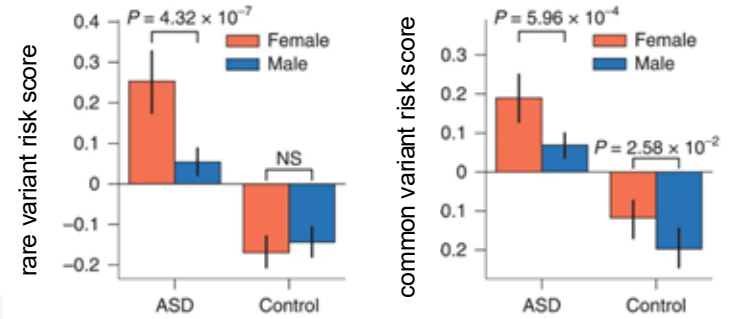 rare variant risk score
P = 4.32 × 10⁻⁷
0.4
0.3
0.2
0.1
0
−0.1
−0.2
Female
Male
NS
ASD
Control
common variant risk score
P = 5.96 × 10⁻⁴
0.3
0.2
0.1
0
0.1
0.2
Female
Male
P = 2.58 × 10⁻²
ASD
Control